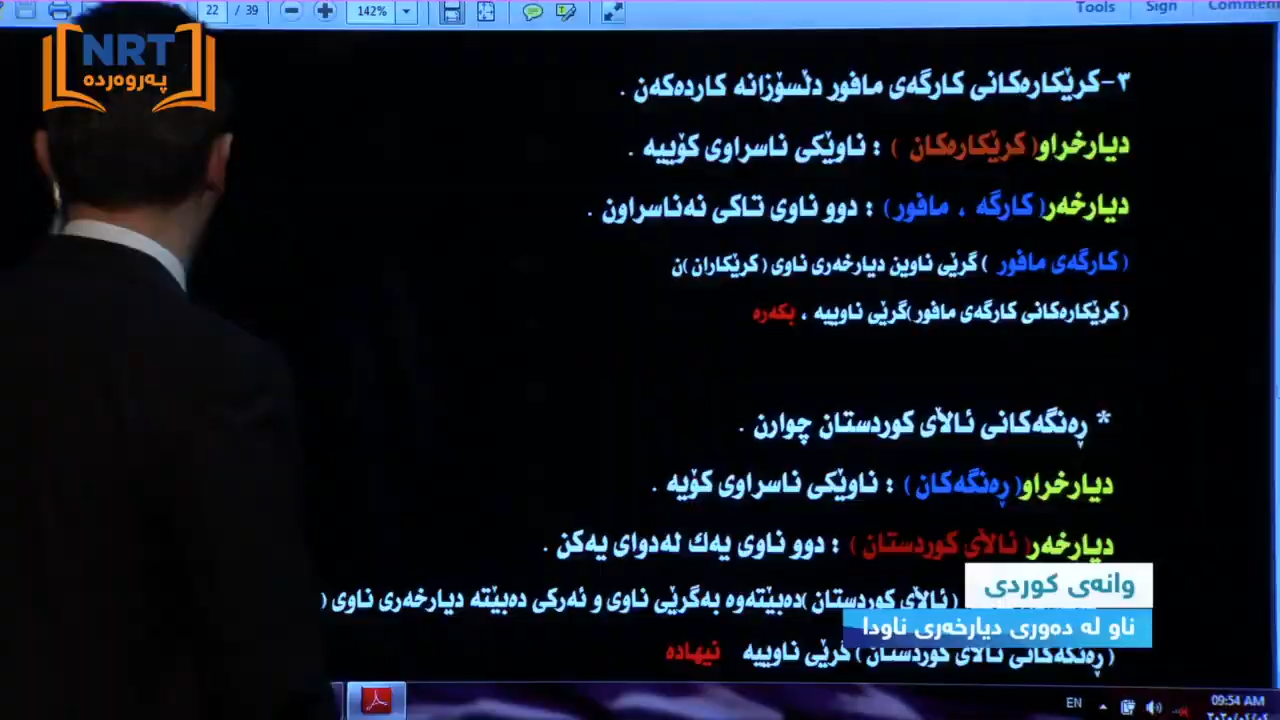 22 / 39
142%
Tools
Sign
Comment
NRT
پەروەردە
٣-کرێکارەکانی کارگەی مافور دڵسۆزانە کاردەکەن .
دیارخراو( کرێکارەکان ) : ناوێکی ناسراوی کۆییە .
دیارخەر( کارگە ، مافور) : دوو ناوی تاکی نەناسراون .
( کارگەی مافور ) گرێی ناوین دیارخەری ناوی (کرێکاران)ن
(کرێکارەکانی کارگەی مافور)گرێی ناوییە ، بکەرە
* ڕەنگەکانی ئاڵای کوردستان چوارن .
دیارخراو( ڕەنگەکان ) : ناوێکی ناسراوی کۆیە .
دیارخەر( ئاڵای کوردستان ) : دوو ناوی یەك لەدوای یەکن .
(ئاڵای کوردستان )دەبێتەوە بەگرێی ناوی و ئەرکی دەبێتە دیارخەری ناوی (
(ڕەنگەکانی ئاڵای کوردستان ) گرێی ناوییە نیهادە
وانەی کوردی
ناو لە دەوری دیارخەری ناودا
EN
09:54 AM